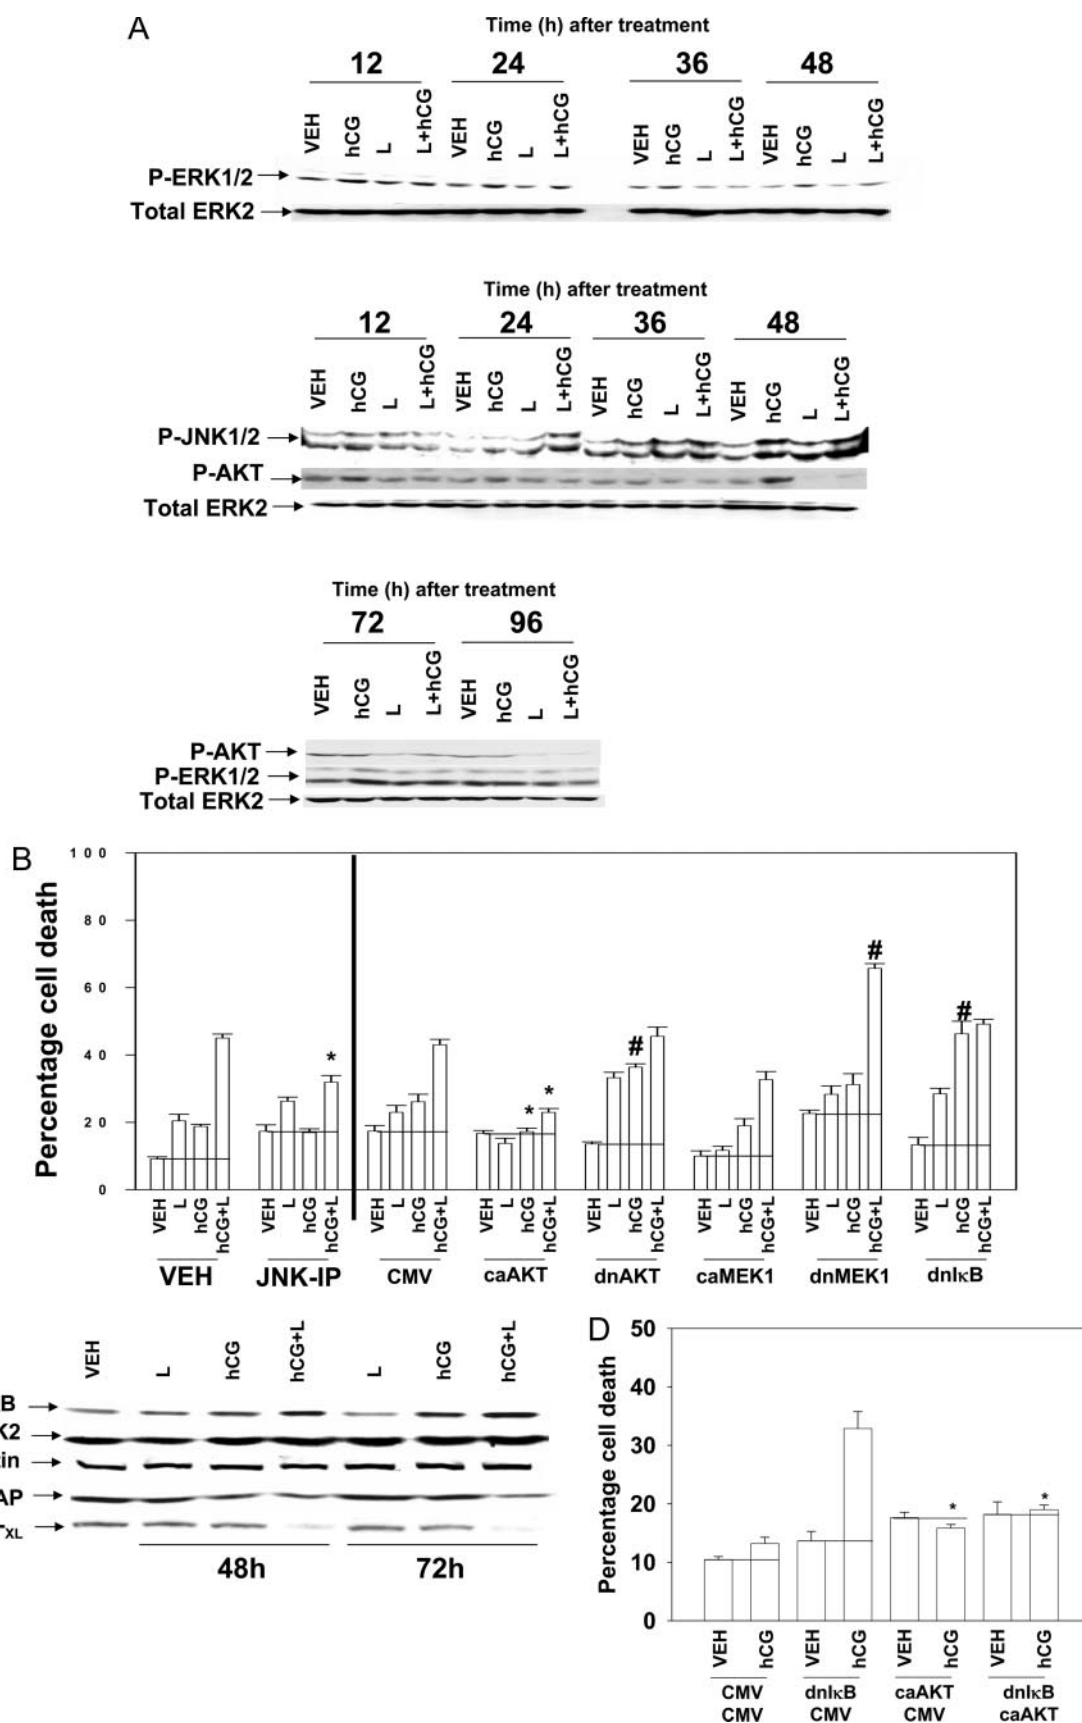 A
Time (h) after treatment
12 24 36 48
VEH hCG L L+hCG VEH hCG L L+hCG VEH hCG L L+hCG VEH hCG L L+hCG
P-ERK1/2
Total ERK2
Time (h) after treatment
12 24 36 48
VEH hCG L L+hCG VEH hCG L L+hCG VEH hCG L L+hCG VEH hCG L L+hCG
P-JNK1/2
P-AKT
Total ERK2
Time (h) after treatment
72 96
VEH hCG L L+hCG VEH hCG L L+hCG
P-AKT
P-ERK1/2
Total ERK2
B
Percentage cell death
100
80
60
40
20
0
* * * # # #
VEH L hCG hCG+L VEH L hCG hCG+L VEH L hCG hCG+L VEH L hCG hCG+L VEH L hCG hCG+L VEH L hCG hCG+L VEH L hCG hCG+L VEH L hCG hCG+L
VEH JNK-IP CMV caAKT dnAKT caMEK1 dnMEK1 dnIκB
VEH L hCG hCG+L L hCG hCG+L
B
K2
tin
AP
XL
48h 72h
D
Percentage cell death
50
40
30
20
10
0
* *
VEH hCG VEH hCG VEH hCG VEH hCG
CMV dnIκB caAKT dnIκB
CMV CMV CMV caAKT